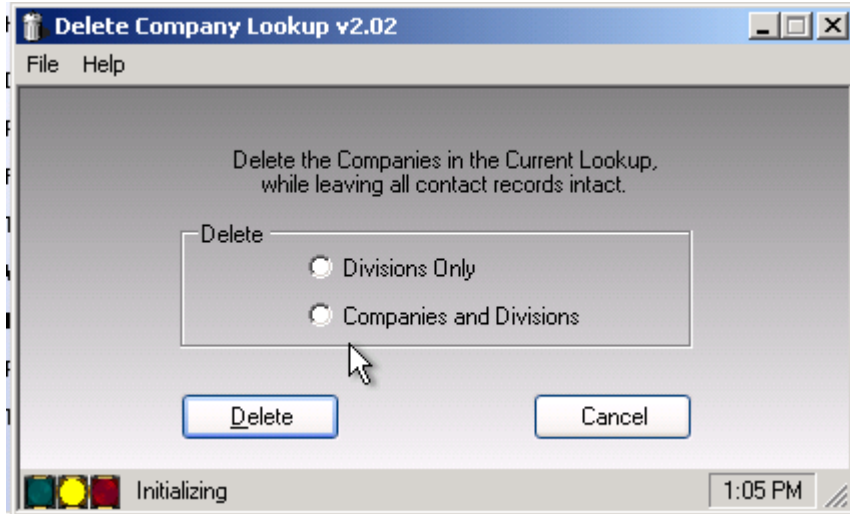 Delete Company Lookup v2.02
File Help
Delete the Companies in the Current Lookup,
while leaving all contact records intact.
Delete
Divisions Only
Companies and Divisions
Delete Cancel
Initializing 1:05 PM